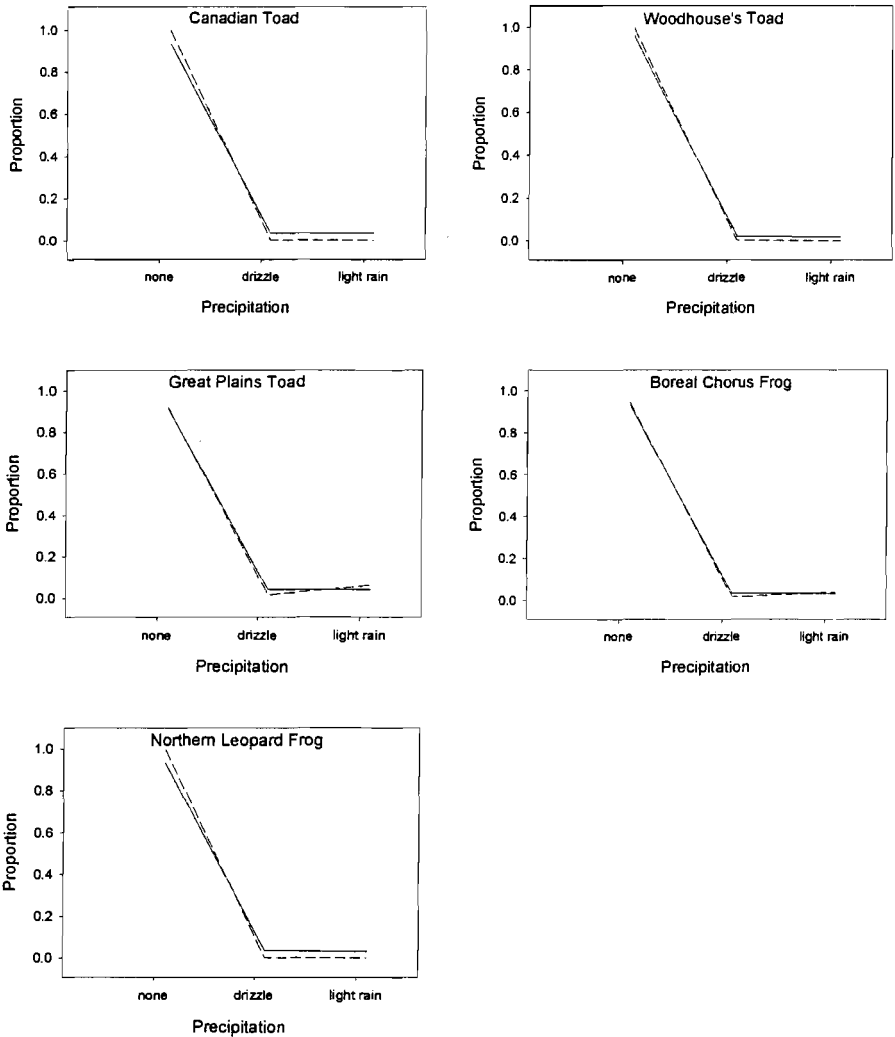 Canadian Toad
1.0
0.8
0.6
0.4
0.2
0.0
Proportion
none drizzle light rain
Precipitation
Woodhouse's Toad
1.0
0.8
0.6
0.4
0.2
0.0
Proportion
none drizzle light rain
Precipitation
Great Plains Toad
1.0
0.8
0.6
0.4
0.2
0.0
Proportion
none drizzle light rain
Precipitation
Boreal Chorus Frog
1.0
0.8
0.6
0.4
0.2
0.0
Proportion
none drizzle light rain
Precipitation
Northern Leopard Frog
1.0
0.8
0.6
0.4
0.2
0.0
Proportion
none drizzle light rain
Precipitation